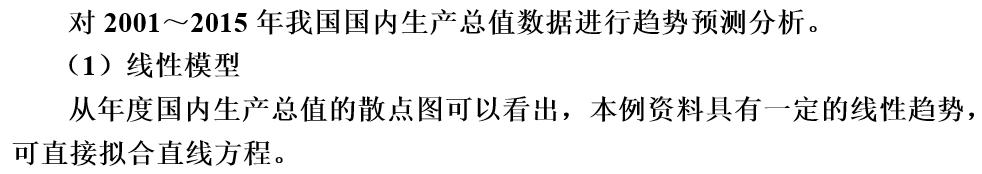 对 2001～2015 年我国国内生产总值数据进行趋势预测分析。
（1）线性模型
从年度国内生产总值的散点图可以看出，本例资料具有一定的线性趋势，
可直接拟合直线方程。